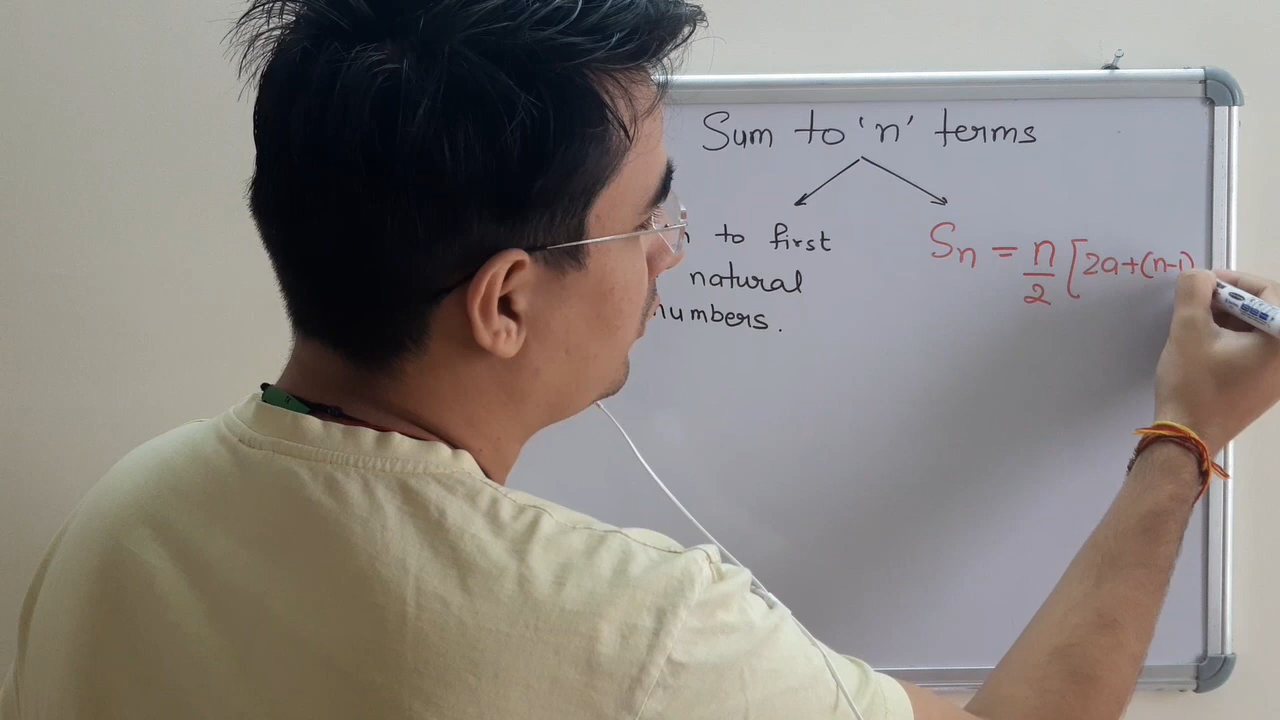 Sum to 'n' terms
to first
natural
numbers.
Sn = n/2 [2a+(n-1)